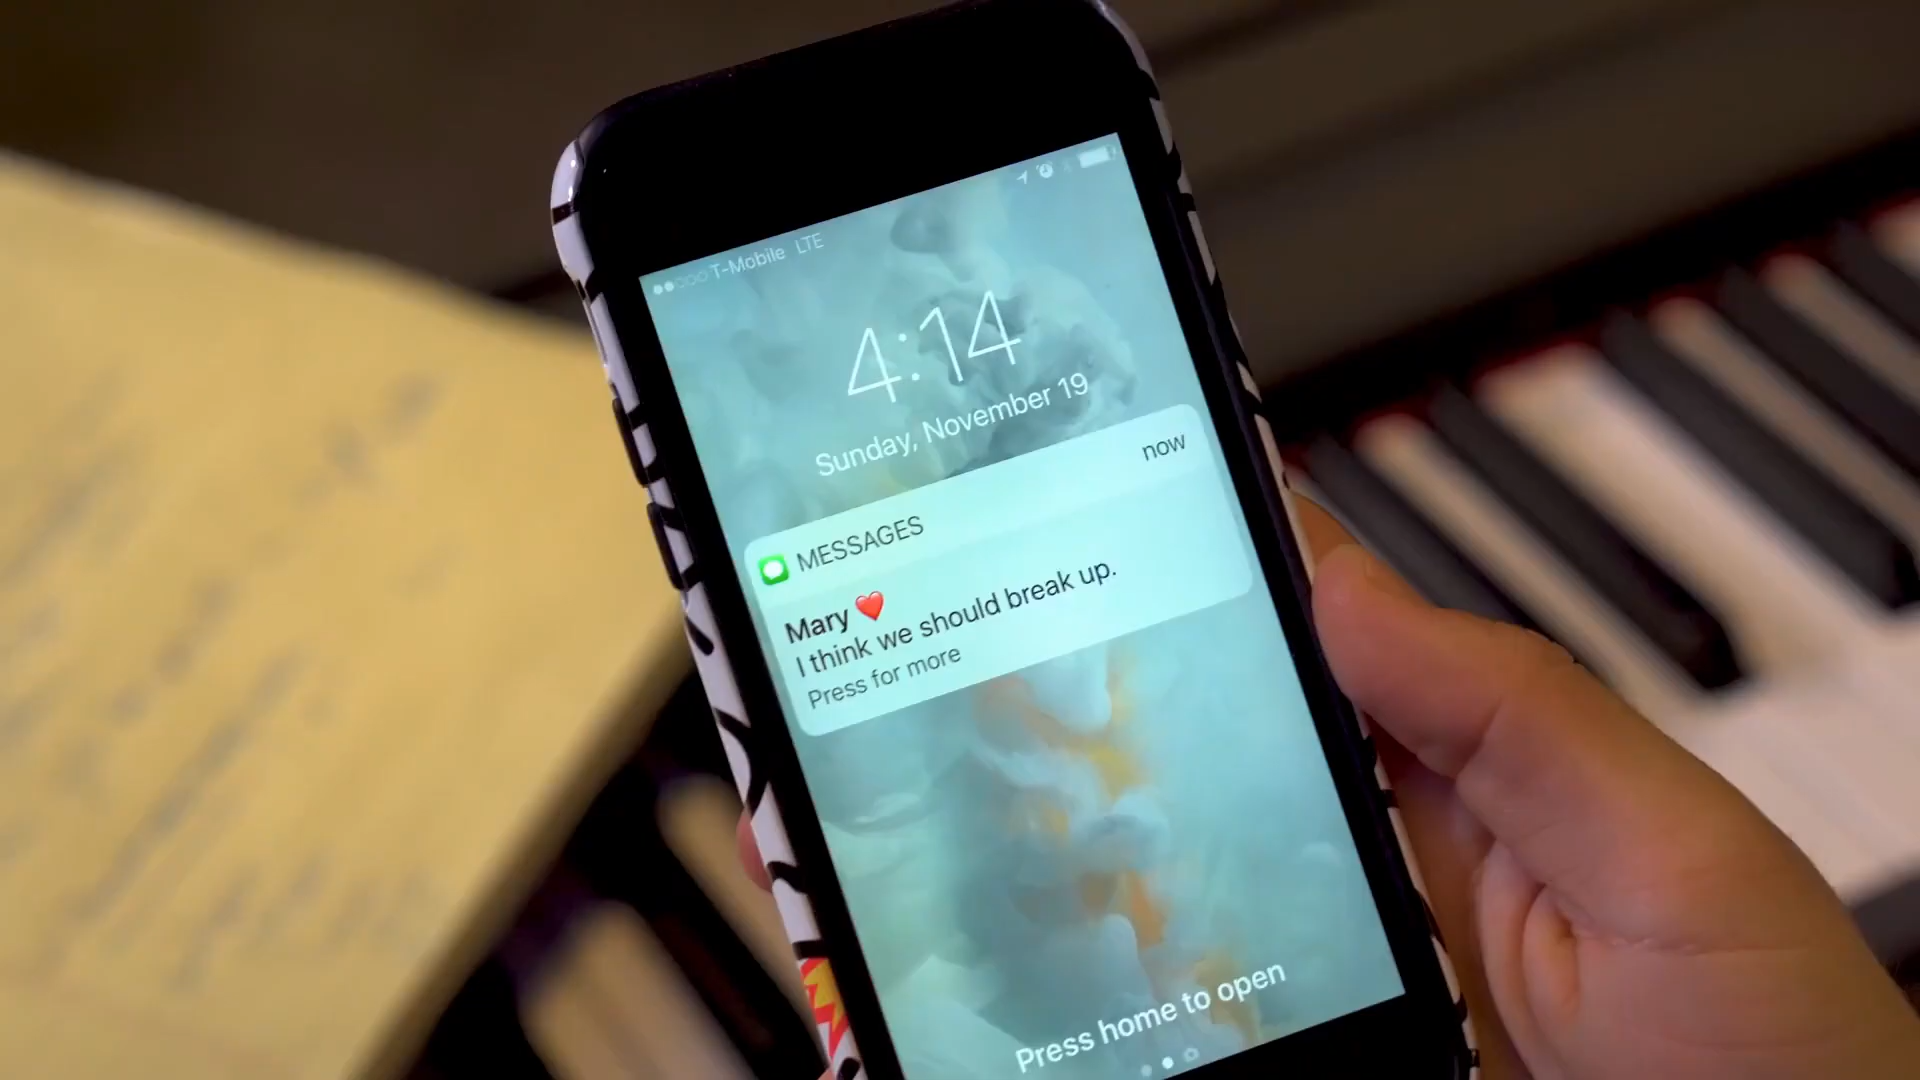 T-Mobile LTE
4:14
Sunday, November 19
MESSAGES
now
Mary ❤️
I think we should break up.
Press for more
Press home to open